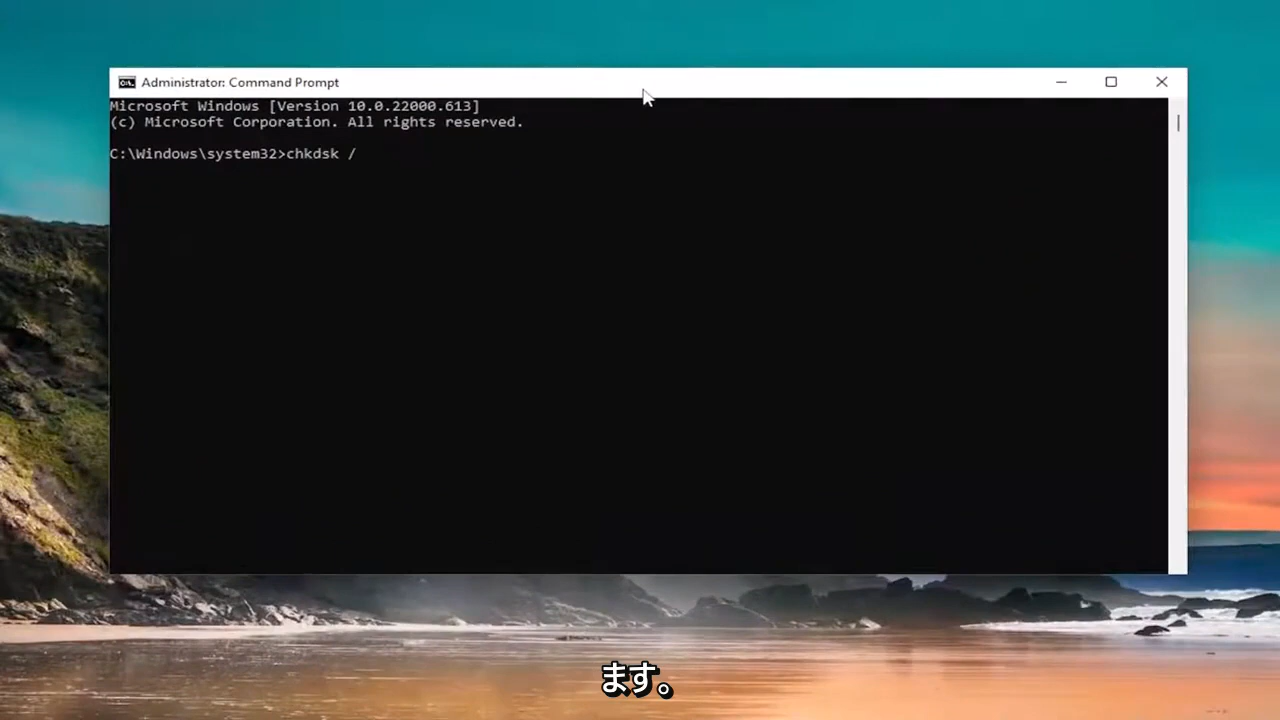 Administrator: Command Prompt
Microsoft Windows [Version 10.0.22000.613]
(c) Microsoft Corporation. All rights reserved.
C:\Windows\system32>chkdsk /
ます。